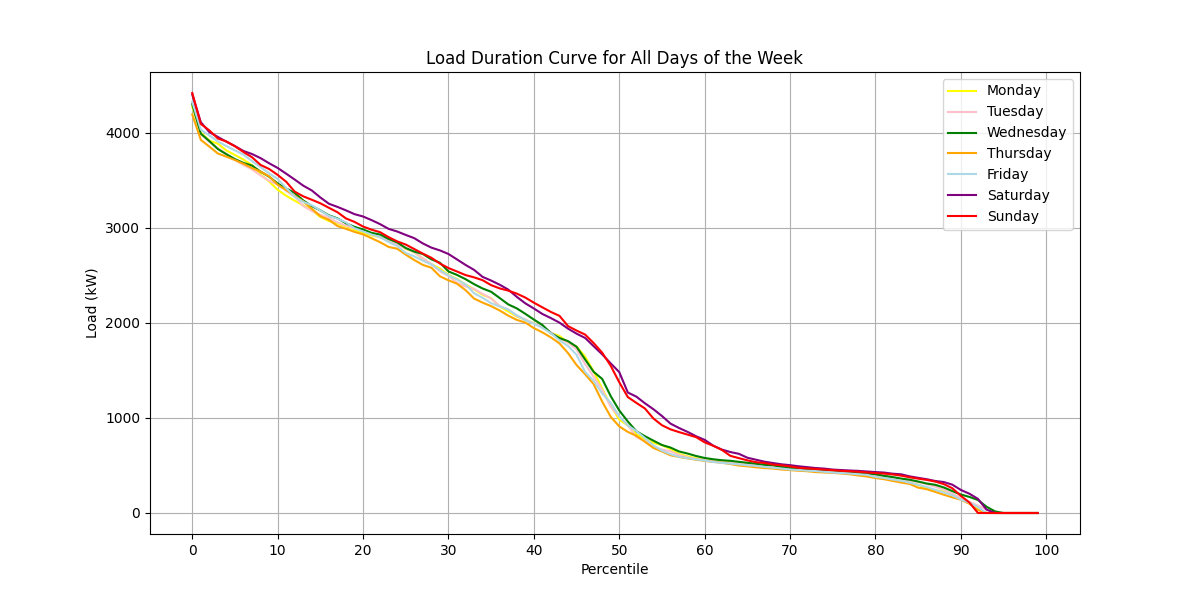 Load Duration Curve for All Days of the Week
Load (kW)
4000
3000
2000
1000
0
0 10 20 30 40 50 60 70 80 90 100
Percentile
Monday
Tuesday
Wednesday
Thursday
Friday
Saturday
Sunday